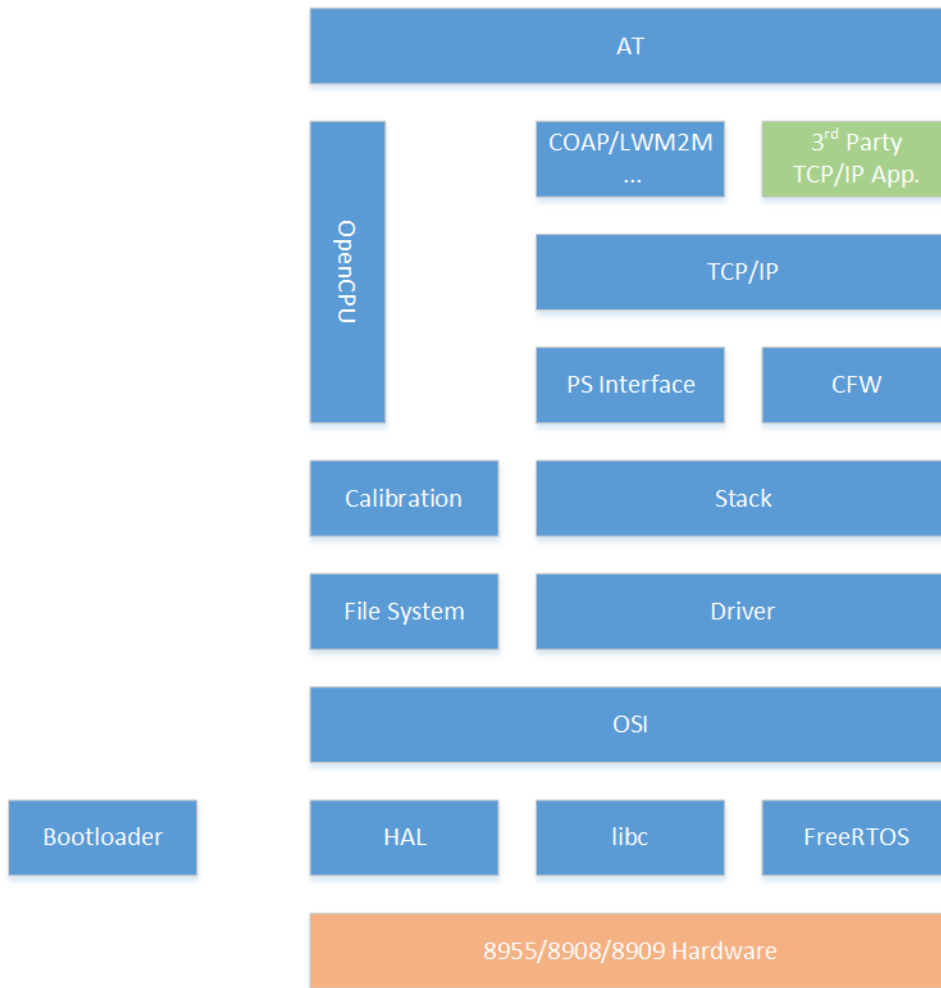 AT
COAP/LWM2M
...
3rd Party
TCP/IP App.
OpenCPU
TCP/IP
PS Interface
CFW
Calibration
Stack
File System
Driver
OSI
Bootloader
HAL
libc
FreeRTOS
8955/8908/8909 Hardware